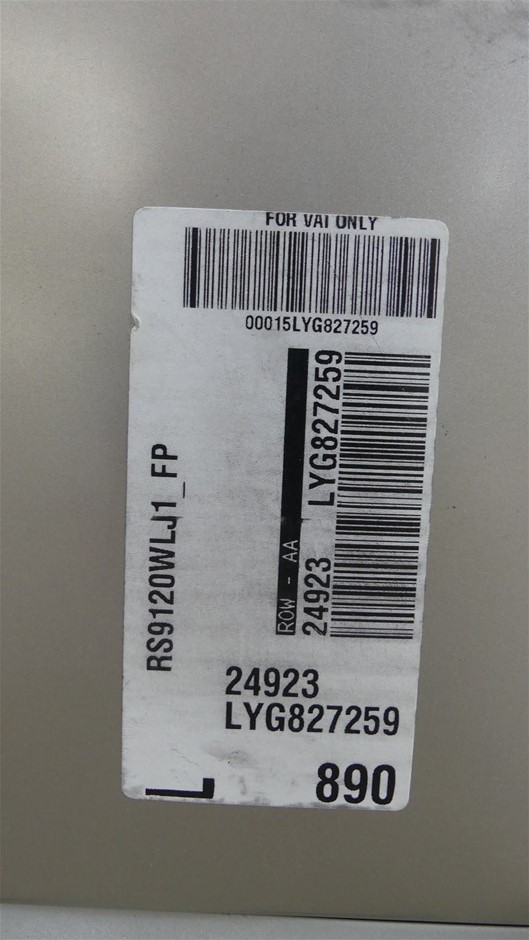 FOR VAI ONLY
00015LYG827259
RS9120WLJ1_FP
ROW - AA
24923 LYG827259
24923
LYG827259
L 890